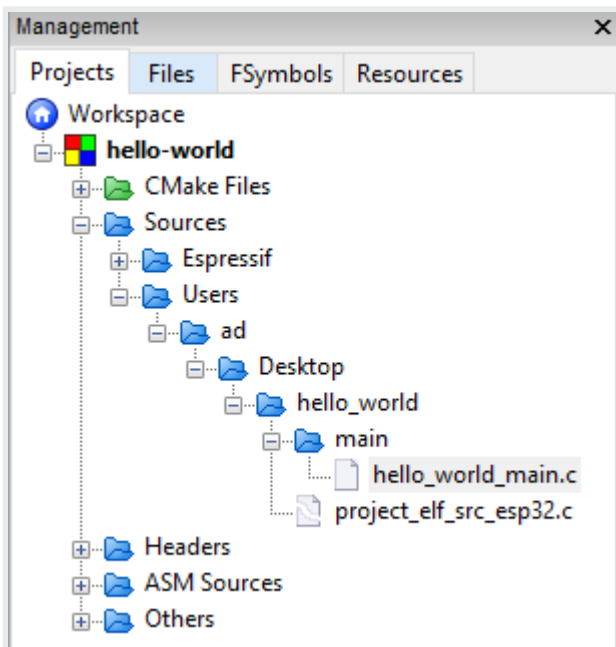 Management
Projects Files FSymbols Resources
Workspace
hello-world
CMake Files
Sources
Espressif
Users
ad
Desktop
hello_world
main
hello_world_main.c
project_elf_src_esp32.c
Headers
ASM Sources
Others